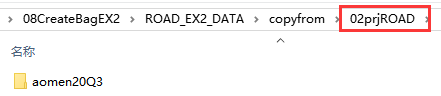 08CreateBagEX2 › ROAD_EX2_DATA › copyfrom › 02prjROAD ›
名称
aomen20Q3